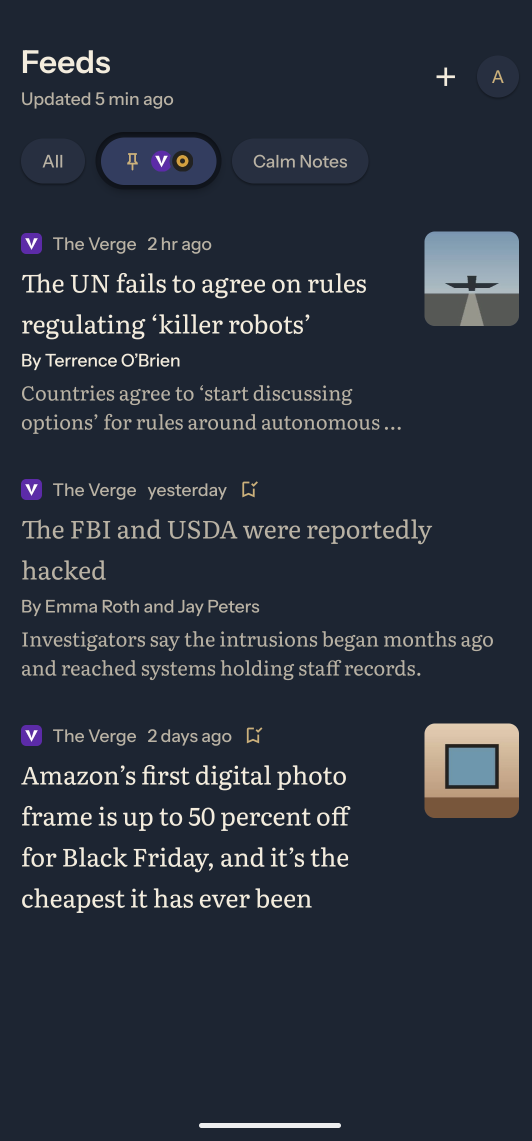 Feeds
Updated 5 min ago
A
All
Calm Notes
The Verge 2 hr ago
The UN fails to agree on rules
regulating ‘killer robots’
By Terrence O’Brien
Countries agree to ‘start discussing
options’ for rules around autonomous ...
The Verge yesterday
The FBI and USDA were reportedly
hacked
By Emma Roth and Jay Peters
Investigators say the intrusions began months ago
and reached systems holding staff records.
The Verge 2 days ago
Amazon’s first digital photo
frame is up to 50 percent off
for Black Friday, and it’s the
cheapest it has ever been